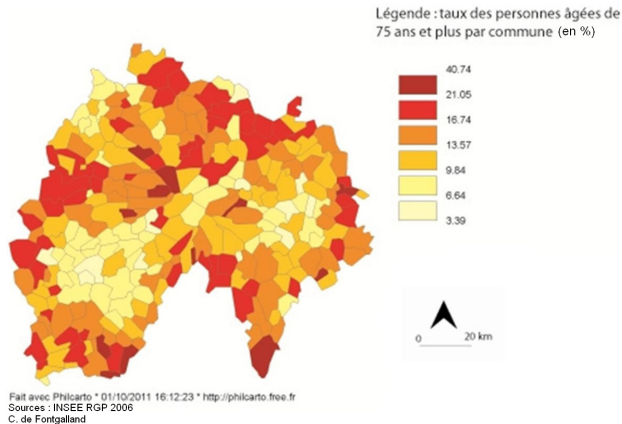 Légende : taux des personnes âgées de
75 ans et plus par commune (en %)
40.74
21.05
16.74
13.57
9.84
6.64
3.39
0 20 km
Fait avec Philcarto * 01/10/2011 16:12:23 * http://philcarto.free.fr
Sources : INSEE RGP 2006
C. de Fontgalland